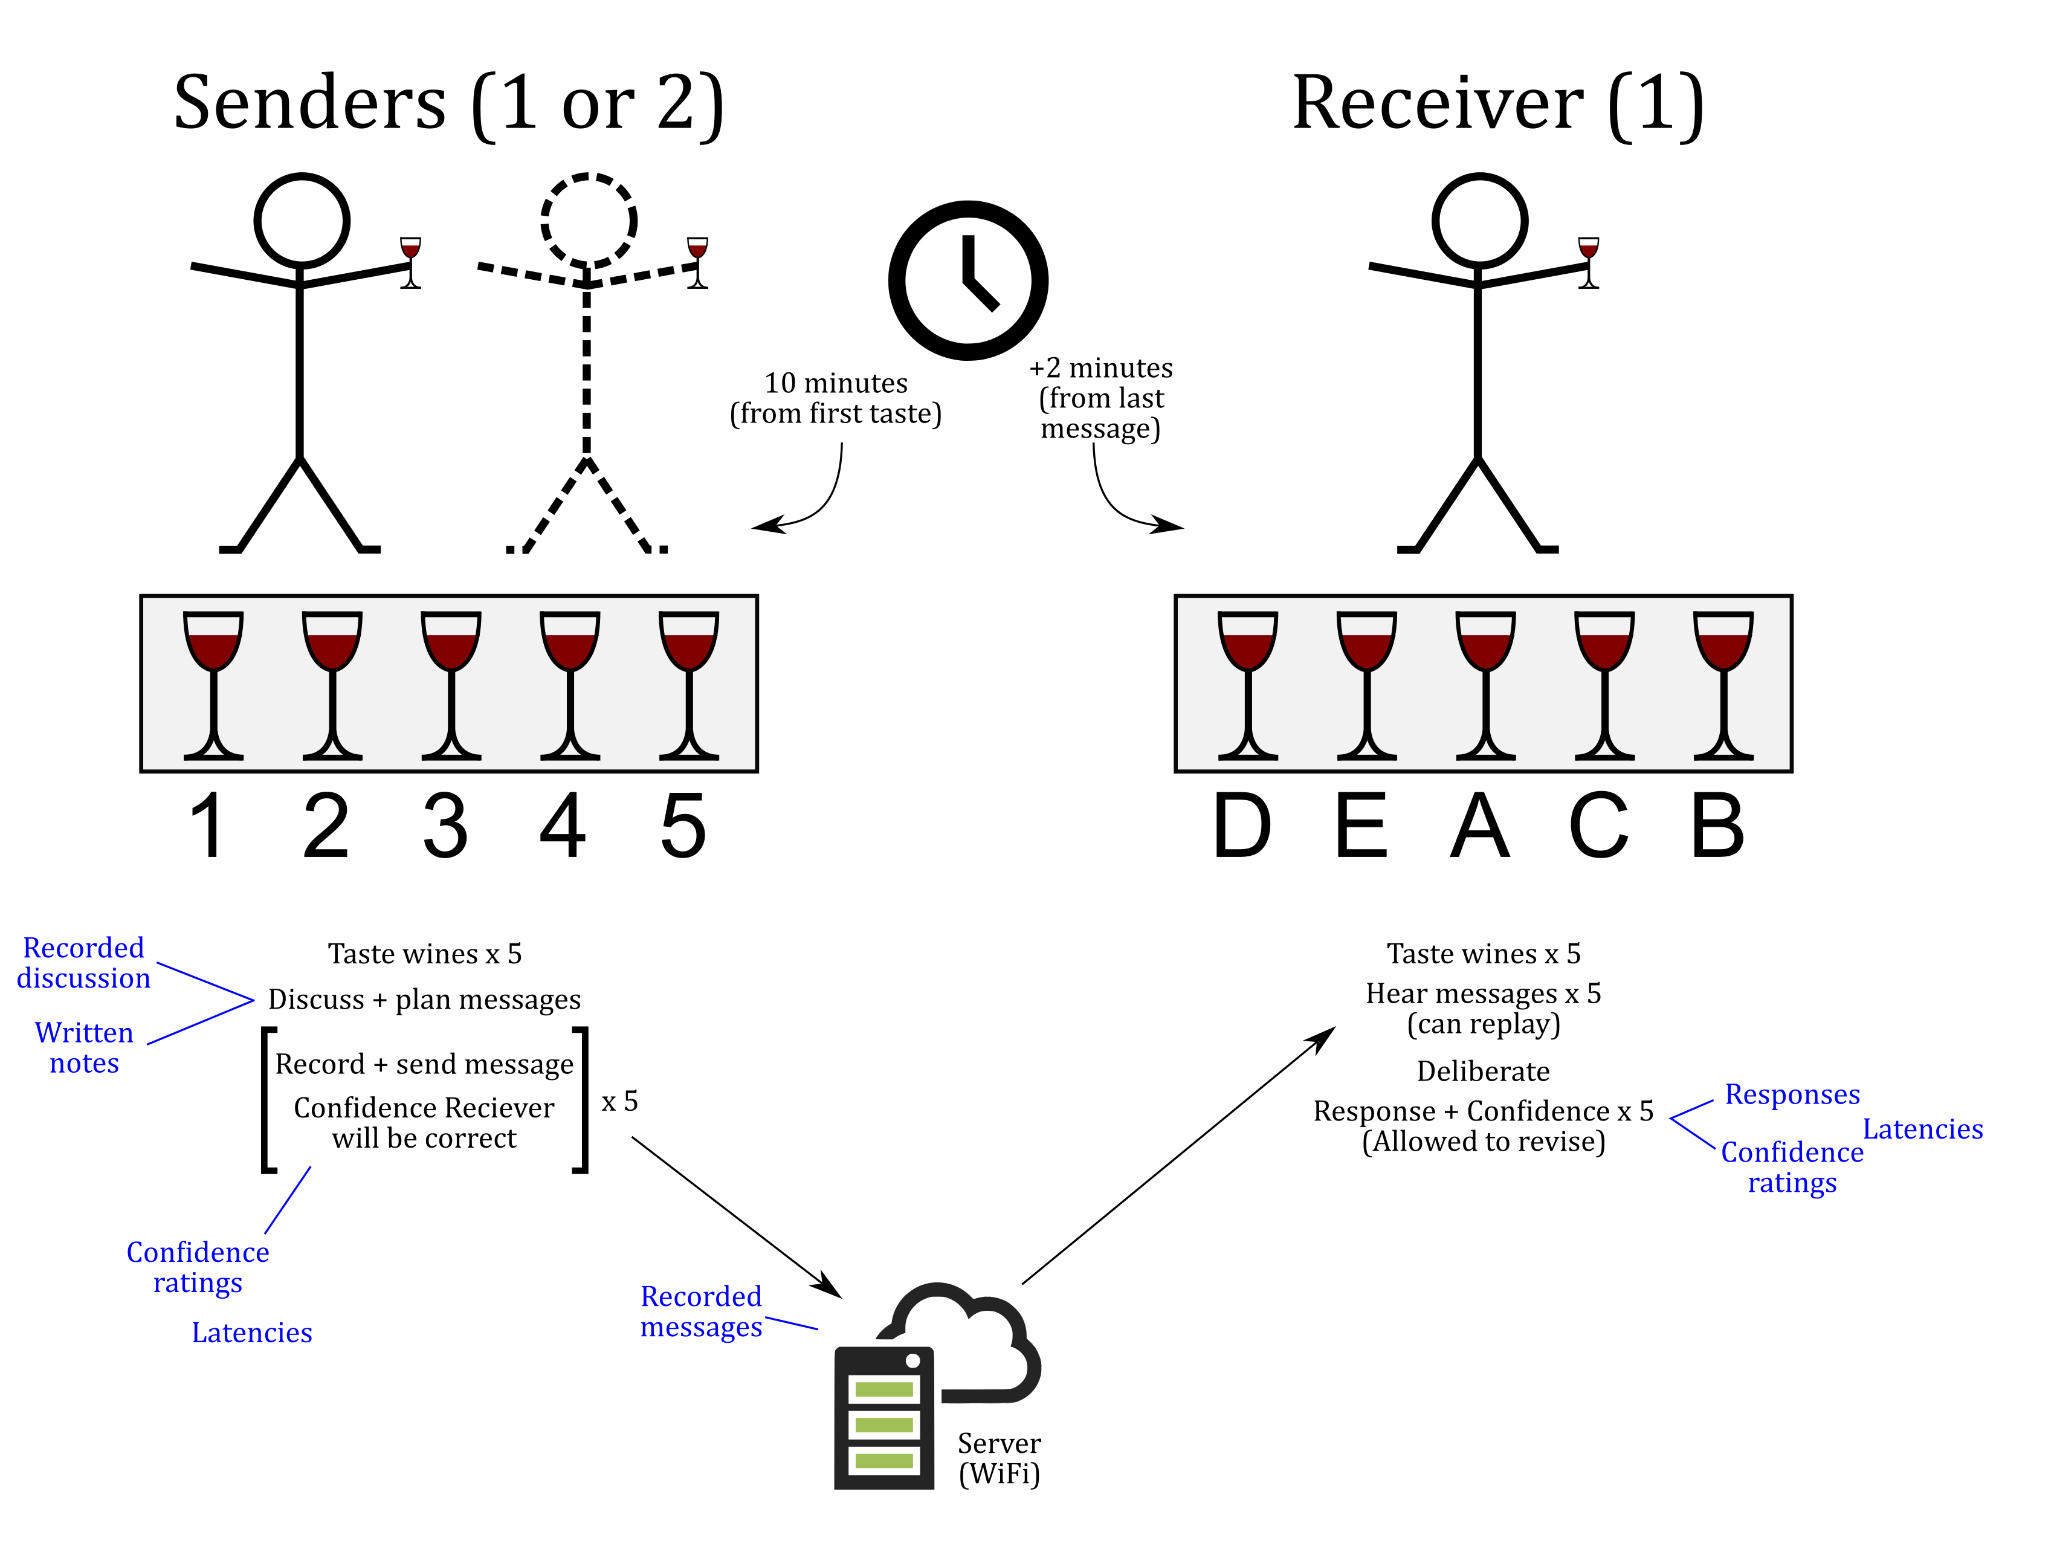 Senders (1 or 2)
Receiver (1)
10 minutes
(from first taste)
+2 minutes
(from last
message)
1 2 3 4 5
D E A C B
Recorded
discussion
Written
notes
Taste wines x 5
Discuss + plan messages
Record + send message
Confidence Reciever
will be correct
x 5
Confidence
ratings
Latencies
Recorded
messages
Server
(WiFi)
Taste wines x 5
Hear messages x 5
(can replay)
Deliberate
Response + Confidence x 5
(Allowed to revise)
Responses
Latencies
Confidence
ratings